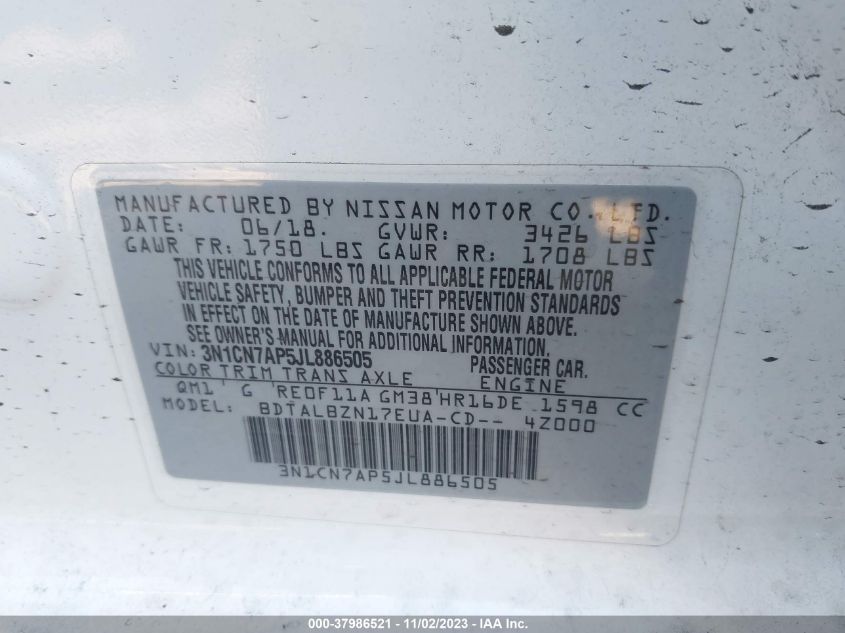 MANUFACTURED BY NISSAN MOTOR CO. LTD.
DATE: 06/18. GVWR: 3426 LBS
GAWR FR: 1750 LBS GAWR RR: 1708 LBS
THIS VEHICLE CONFORMS TO ALL APPLICABLE FEDERAL MOTOR
VEHICLE SAFETY, BUMPER AND THEFT PREVENTION STANDARDS
IN EFFECT ON THE DATE OF MANUFACTURE SHOWN ABOVE.
SEE OWNER'S MANUAL FOR ADDITIONAL INFORMATION
VIN: 3N1CN7AP5JL886505 PASSENGER CAR.
COLOR TRIM TRANS AXLE ENGINE
QM1 ' G ' RE0F11A GM38 ' HR16DE 1598 CC
MODEL: BDTALBZN17EUA-CD-- 4Z000
3N1CN7AP5JL886505
000-37986521 - 11/02/2023 - IAA Inc.